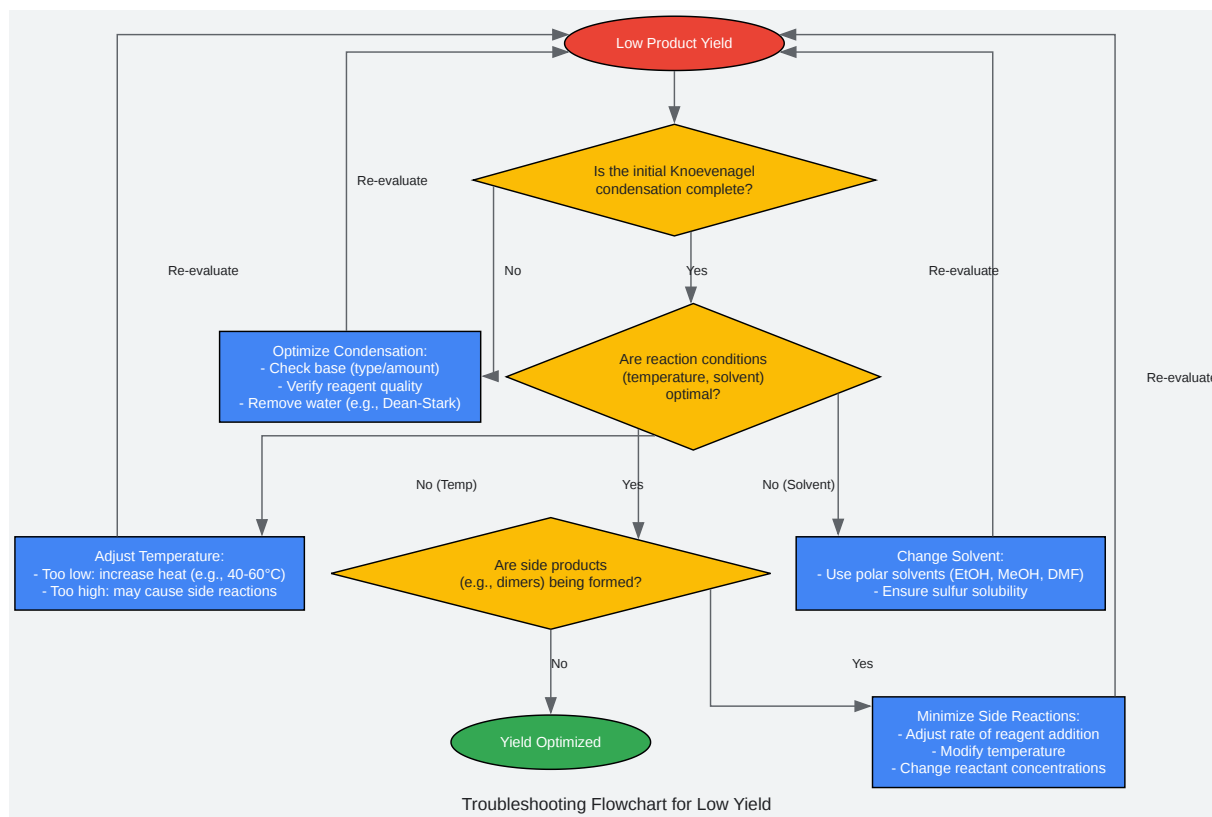 Low Product Yield
Is the initial Knoevenagel
condensation complete?
Re-evaluate
Re-evaluate
No
Yes
Re-evaluate
Optimize Condensation:
- Check base (type/amount)
- Verify reagent quality
- Remove water (e.g., Dean-Stark)
Are reaction conditions
(temperature, solvent)
optimal?
Re-evaluate
No (Temp)
Yes
No (Solvent)
Adjust Temperature:
- Too low: increase heat (e.g., 40-60°C)
- Too high: may cause side reactions
Are side products
(e.g., dimers) being formed?
Change Solvent:
- Use polar solvents (EtOH, MeOH, DMF)
- Ensure sulfur solubility
No
Yes
Yield Optimized
Minimize Side Reactions:
- Adjust rate of reagent addition
- Modify temperature
- Change reactant concentrations
Troubleshooting Flowchart for Low Yield